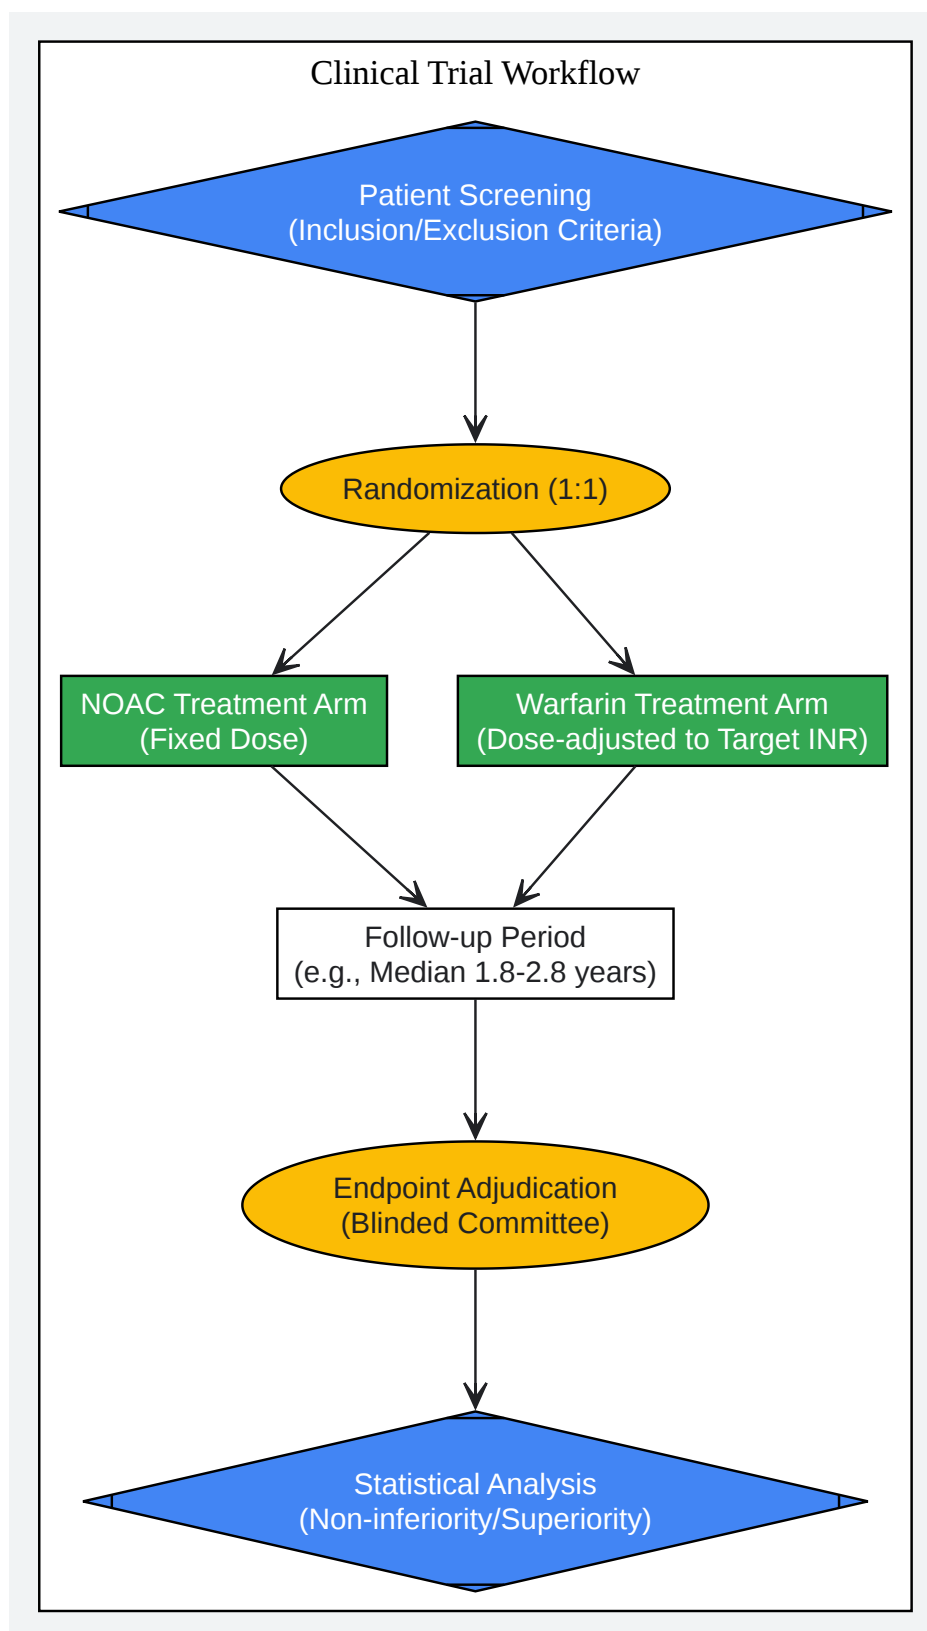 Clinical Trial Workflow
Patient Screening
(Inclusion/Exclusion Criteria)
Randomization (1:1)
NOAC Treatment Arm
(Fixed Dose)
Warfarin Treatment Arm
(Dose-adjusted to Target INR)
Follow-up Period
(e.g., Median 1.8-2.8 years)
Endpoint Adjudication
(Blinded Committee)
Statistical Analysis
(Non-inferiority/Superiority)